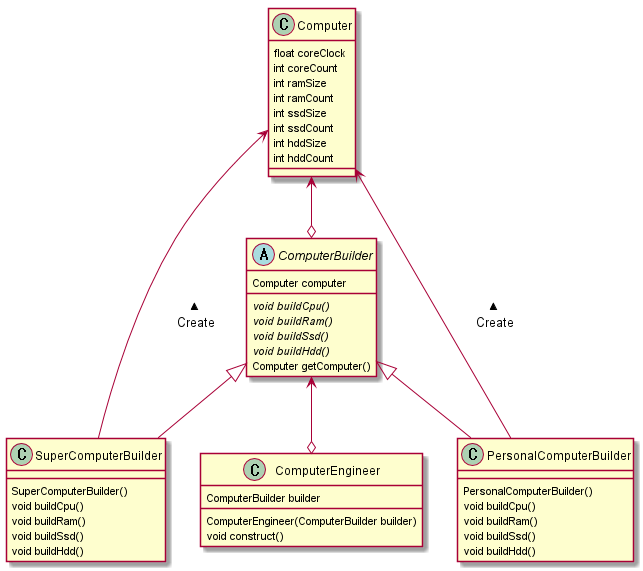 C Computer
float coreClock
int coreCount
int ramSize
int ramCount
int ssdSize
int ssdCount
int hddSize
int hddCount
A ComputerBuilder
Computer computer
void buildCpu()
void buildRam()
void buildSsd()
void buildHdd()
Computer getComputer()
Create
Create
C SuperComputerBuilder
SuperComputerBuilder()
void buildCpu()
void buildRam()
void buildSsd()
void buildHdd()
C ComputerEngineer
ComputerBuilder builder
ComputerEngineer(ComputerBuilder builder)
void construct()
C PersonalComputerBuilder
PersonalComputerBuilder()
void buildCpu()
void buildRam()
void buildSsd()
void buildHdd()